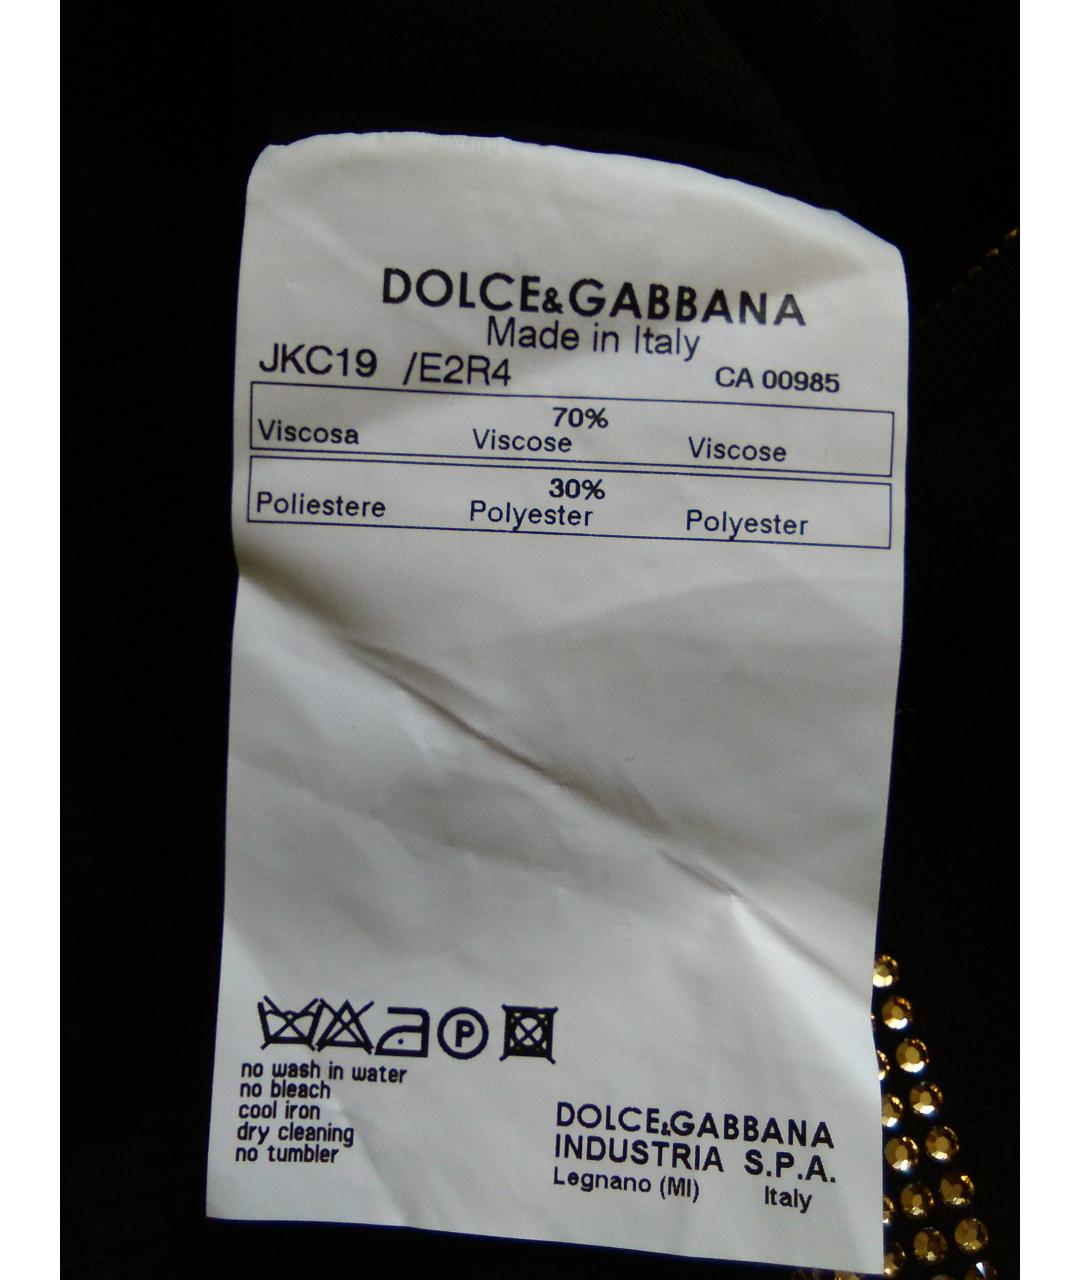 DOLCE&GABBANA
Made in Italy
JKC19 /E2R4 CA 00985
70%
Viscosa Viscose Viscose
30%
Poliestere Polyester Polyester
P
no wash in water
no bleach
cool iron
dry cleaning
no tumbler
DOLCE&GABBANA
INDUSTRIA S.P.A.
Legnano (MI) Italy